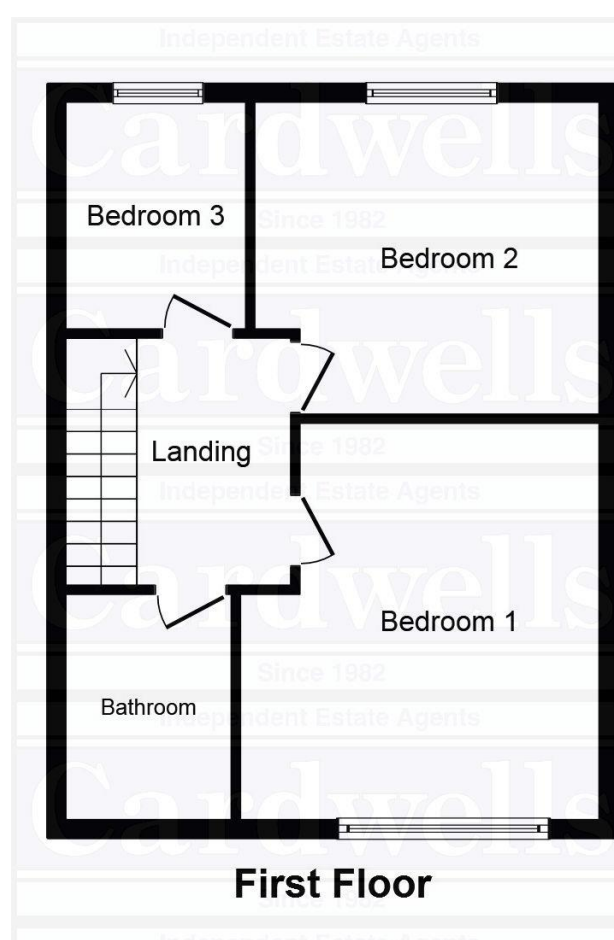 Independent Estate Agents
Cardwells
Bedroom 3
Since 1982
Bedroom 2
Independent Estate Agents
Cardwells
Landing
Since 1982
Independent Estate Agents
Cardwells
Bedroom 1
Since 1982
Bathroom
Independent Estate Agents
Cardwells
First Floor
Since 1982
Independent Estate Agents